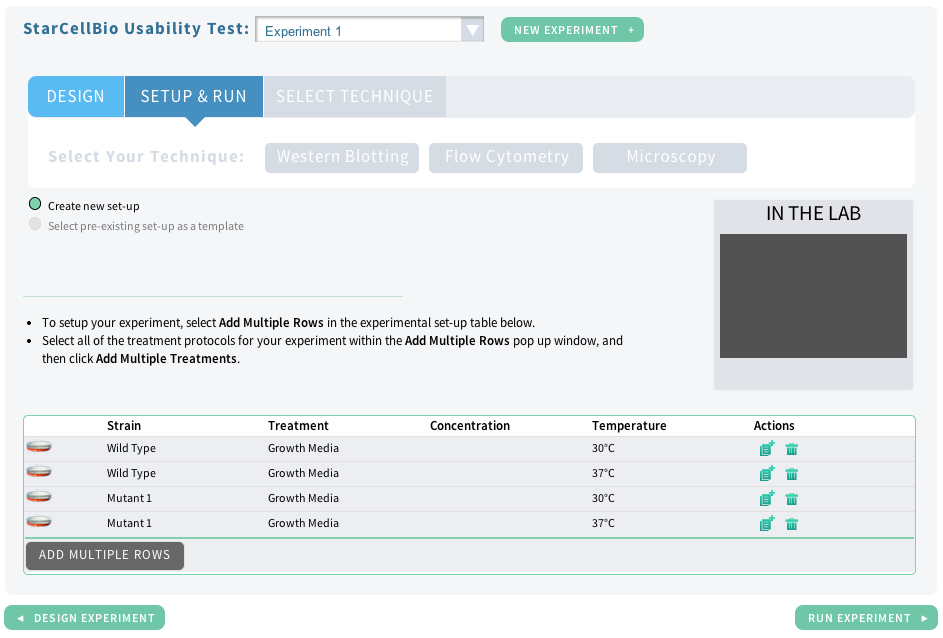 StarCellBio Usability Test: Experiment 1 NEW EXPERIMENT +
DESIGN SETUP & RUN SELECT TECHNIQUE
Select Your Technique: Western Blotting Flow Cytometry Microscopy
Create new set-up
Select pre-existing set-up as a template
IN THE LAB
• To setup your experiment, select Add Multiple Rows in the experimental set-up table below.
• Select all of the treatment protocols for your experiment within the Add Multiple Rows pop up window, and
then click Add Multiple Treatments.
Strain Treatment Concentration Temperature Actions
Wild Type Growth Media 30°C
Wild Type Growth Media 37°C
Mutant 1 Growth Media 30°C
Mutant 1 Growth Media 37°C
ADD MULTIPLE ROWS
◄ DESIGN EXPERIMENT RUN EXPERIMENT ►